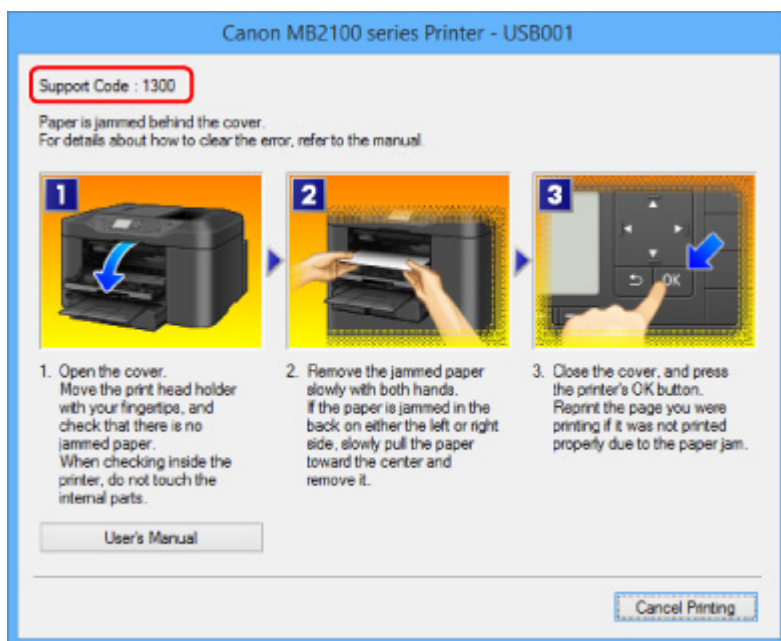 Canon MB2100 series Printer - USB001
Support Code : 1300
Paper is jammed behind the cover.
For details about how to clear the error, refer to the manual.
1
2
3
OK
1. Open the cover.
Move the print head holder
with your fingertips, and
check that there is no
jammed paper.
When checking inside the
printer, do not touch the
internal parts.
2. Remove the jammed paper
slowly with both hands.
If the paper is jammed in the
back on either the left or right
side, slowly pull the paper
toward the center and
remove it.
3. Close the cover, and press
the printer's OK button.
Reprint the page you were
printing if it was not printed
properly due to the paper jam.
User's Manual
Cancel Printing